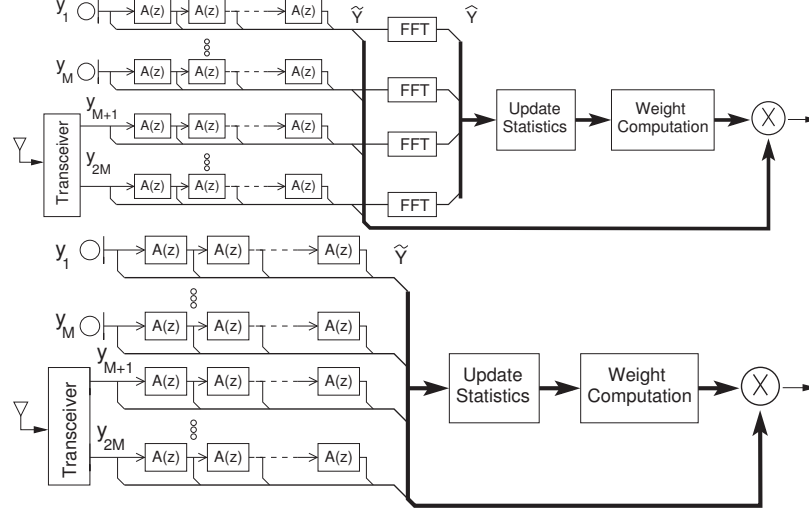 y1
A(z) A(z) A(z)
Ỹ
Ŷ
FFT
yM
A(z) A(z) A(z)
FFT
Update
Statistics
Weight
Computation
X
yM+1
A(z) A(z) A(z)
FFT
Transceiver
y2M
A(z) A(z) A(z)
FFT
y1
A(z) A(z) A(z)
Ỹ
yM
A(z) A(z) A(z)
Update
Statistics
Weight
Computation
X
yM+1
A(z) A(z) A(z)
Transceiver
y2M
A(z) A(z) A(z)